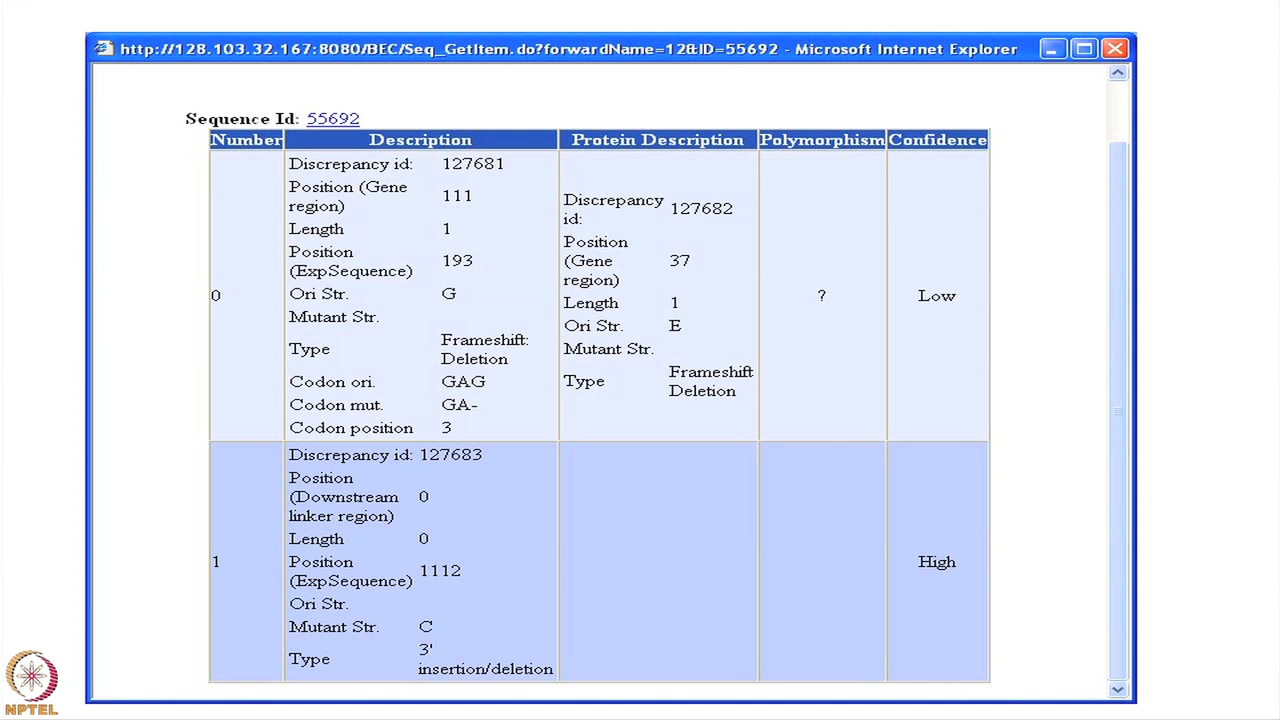 http://128.103.32.167:8080/BEC/Seq_GetItem.do?forwardName=12&ID=55692 - Microsoft Internet Explorer
Sequence Id: 55692
Number Description Protein Description Polymorphism Confidence
0
Discrepancy id: 127681
Position (Gene
region) 111
Length 1
Position
(ExpSequence) 193
Ori Str. G
Mutant Str.
Type Frameshift:
Deletion
Codon ori. GAG
Codon mut. GA-
Codon position 3
Discrepancy
id: 127682
Position
(Gene
region) 37
Length 1
Ori Str. E
Mutant Str.
Type Frameshift
Deletion
?
Low
1
Discrepancy id: 127683
Position
(Downstream
linker region) 0
Length 0
Position
(ExpSequence) 1112
Ori Str.
Mutant Str. C
Type 3'
insertion/deletion
High
NPTEL